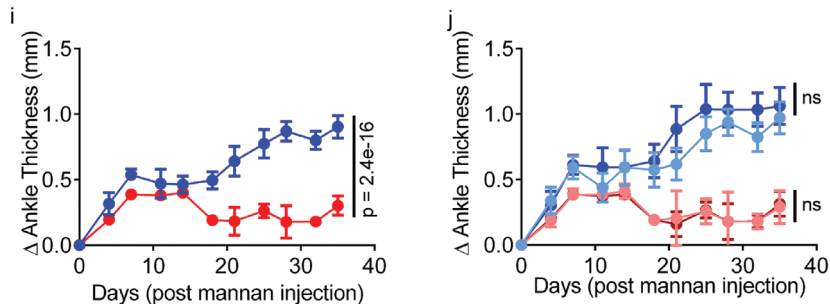 i
Δ Ankle Thickness (mm)
1.5
1.0
0.5
0.0
0 10 20 30 40
Days (post mannan injection)
p = 2.4e-16
j
Δ Ankle Thickness (mm)
1.5
1.0
0.5
0.0
0 10 20 30 40
Days (post mannan injection)
ns
ns